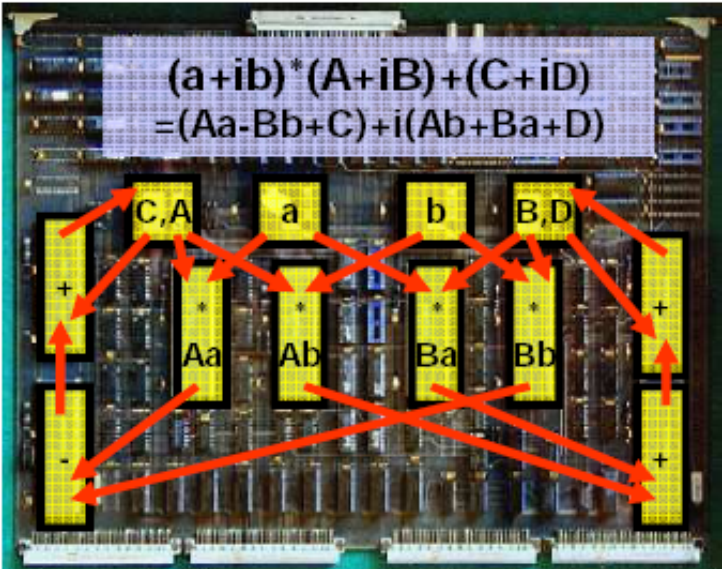 (a+ib)*(A+iB)+(C+iD)
=(Aa-Bb+C)+i(Ab+Ba+D)
C,A a b B,D
+ +
* * * *
Aa Ab Ba Bb
- +